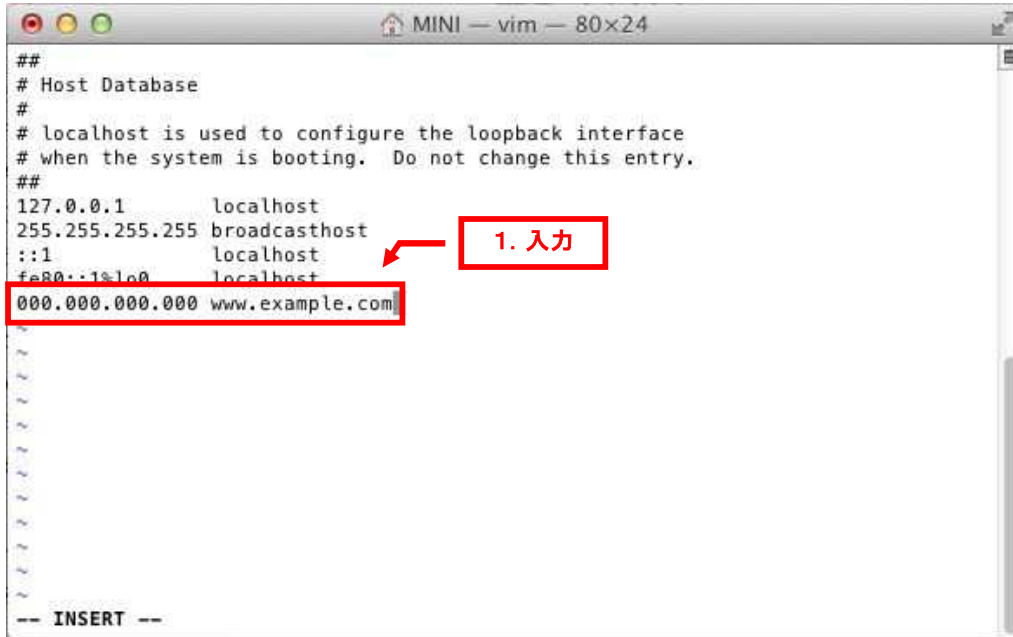 MINI — vim — 80×24
##
# Host Database
#
# localhost is used to configure the loopback interface
# when the system is booting.  Do not change this entry.
##
127.0.0.1       localhost
255.255.255.255 broadcasthost
::1             localhost
fe80::1%lo0     localhost
000.000.000.000 www.example.com
1. 入力
~
~
~
~
~
~
~
~
~
~
~
~
-- INSERT --